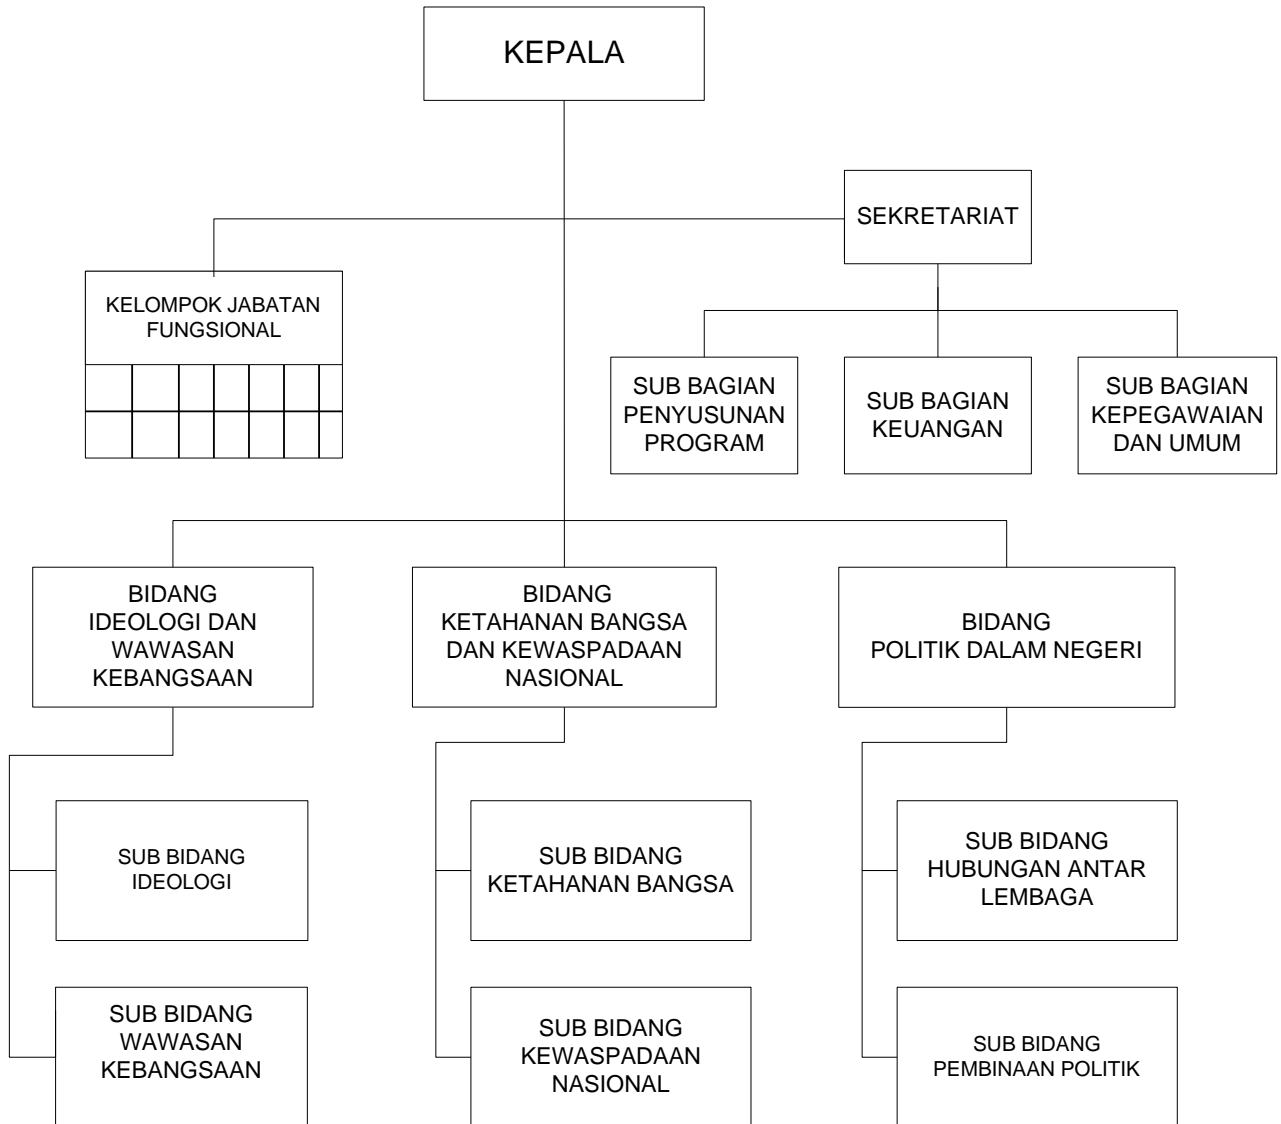 KEPALA
SEKRETARIAT
KELOMPOK JABATAN
FUNGSIONAL
SUB BAGIAN
PENYUSUNAN
PROGRAM
SUB BAGIAN
KEUANGAN
SUB BAGIAN
KEPEGAWAIAN
DAN UMUM
BIDANG
IDEOLOGI DAN
WAWASAN
KEBANGSAAN
BIDANG
KETAHANAN BANGSA
DAN KEWASPADAAN
NASIONAL
BIDANG
POLITIK DALAM NEGERI
SUB BIDANG
IDEOLOGI
SUB BIDANG
KETAHANAN BANGSA
SUB BIDANG
HUBUNGAN ANTAR
LEMBAGA
SUB BIDANG
WAWASAN
KEBANGSAAN
SUB BIDANG
KEWASPADAAN
NASIONAL
SUB BIDANG
PEMBINAAN POLITIK